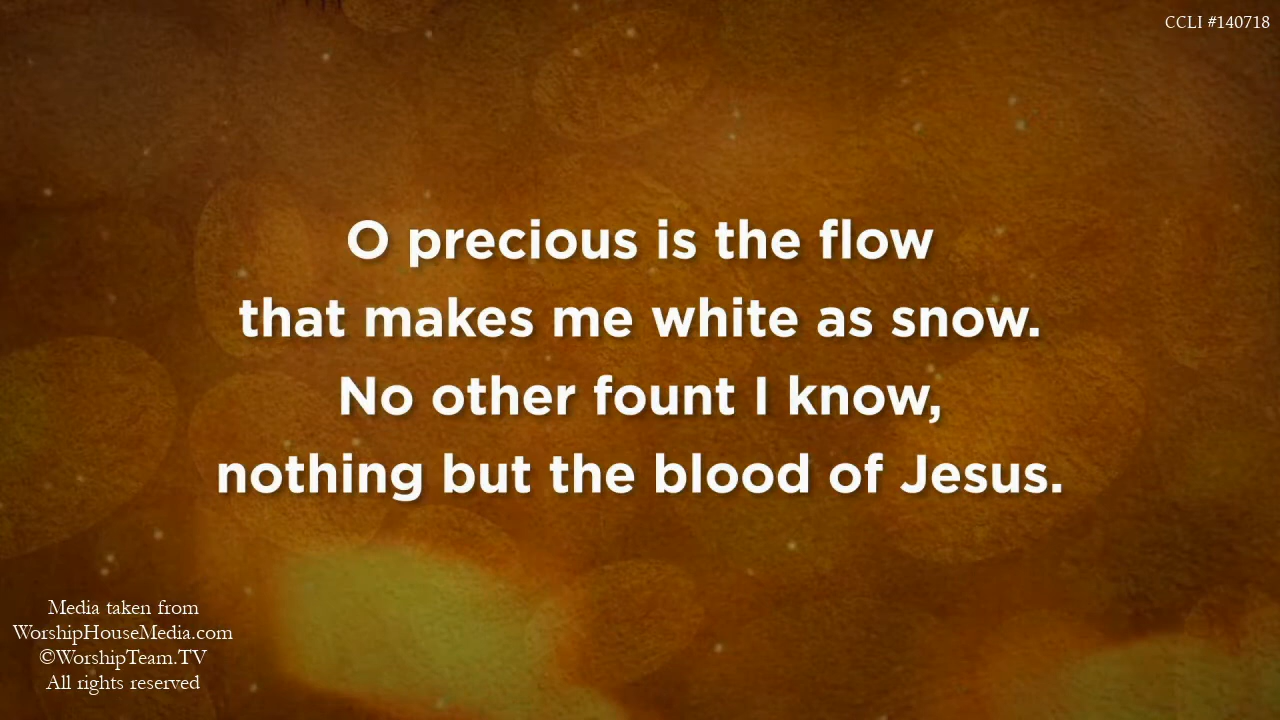 CCLI #140718
O precious is the flow
that makes me white as snow.
No other fount I know,
nothing but the blood of Jesus.
Media taken from
WorshipHouseMedia.com
©WorshipTeam.TV
All rights reserved